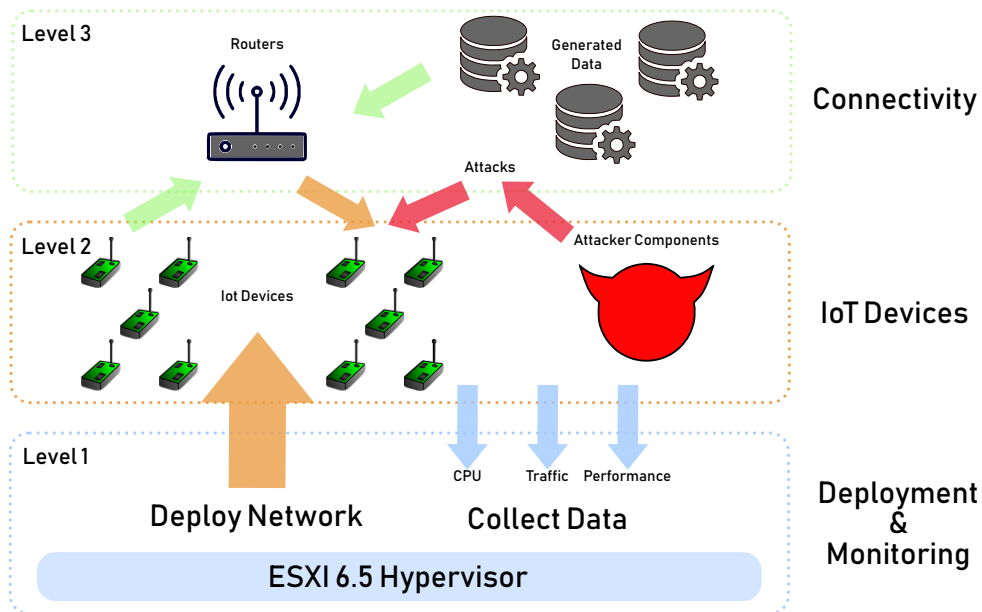 Level 3
Routers
Generated
Data
Connectivity
Attacks
Level 2
Attacker Components
Iot Devices
IoT Devices
Level 1
CPU
Traffic
Performance
Deploy Network
Collect Data
Deployment
&
Monitoring
ESXI 6.5 Hypervisor